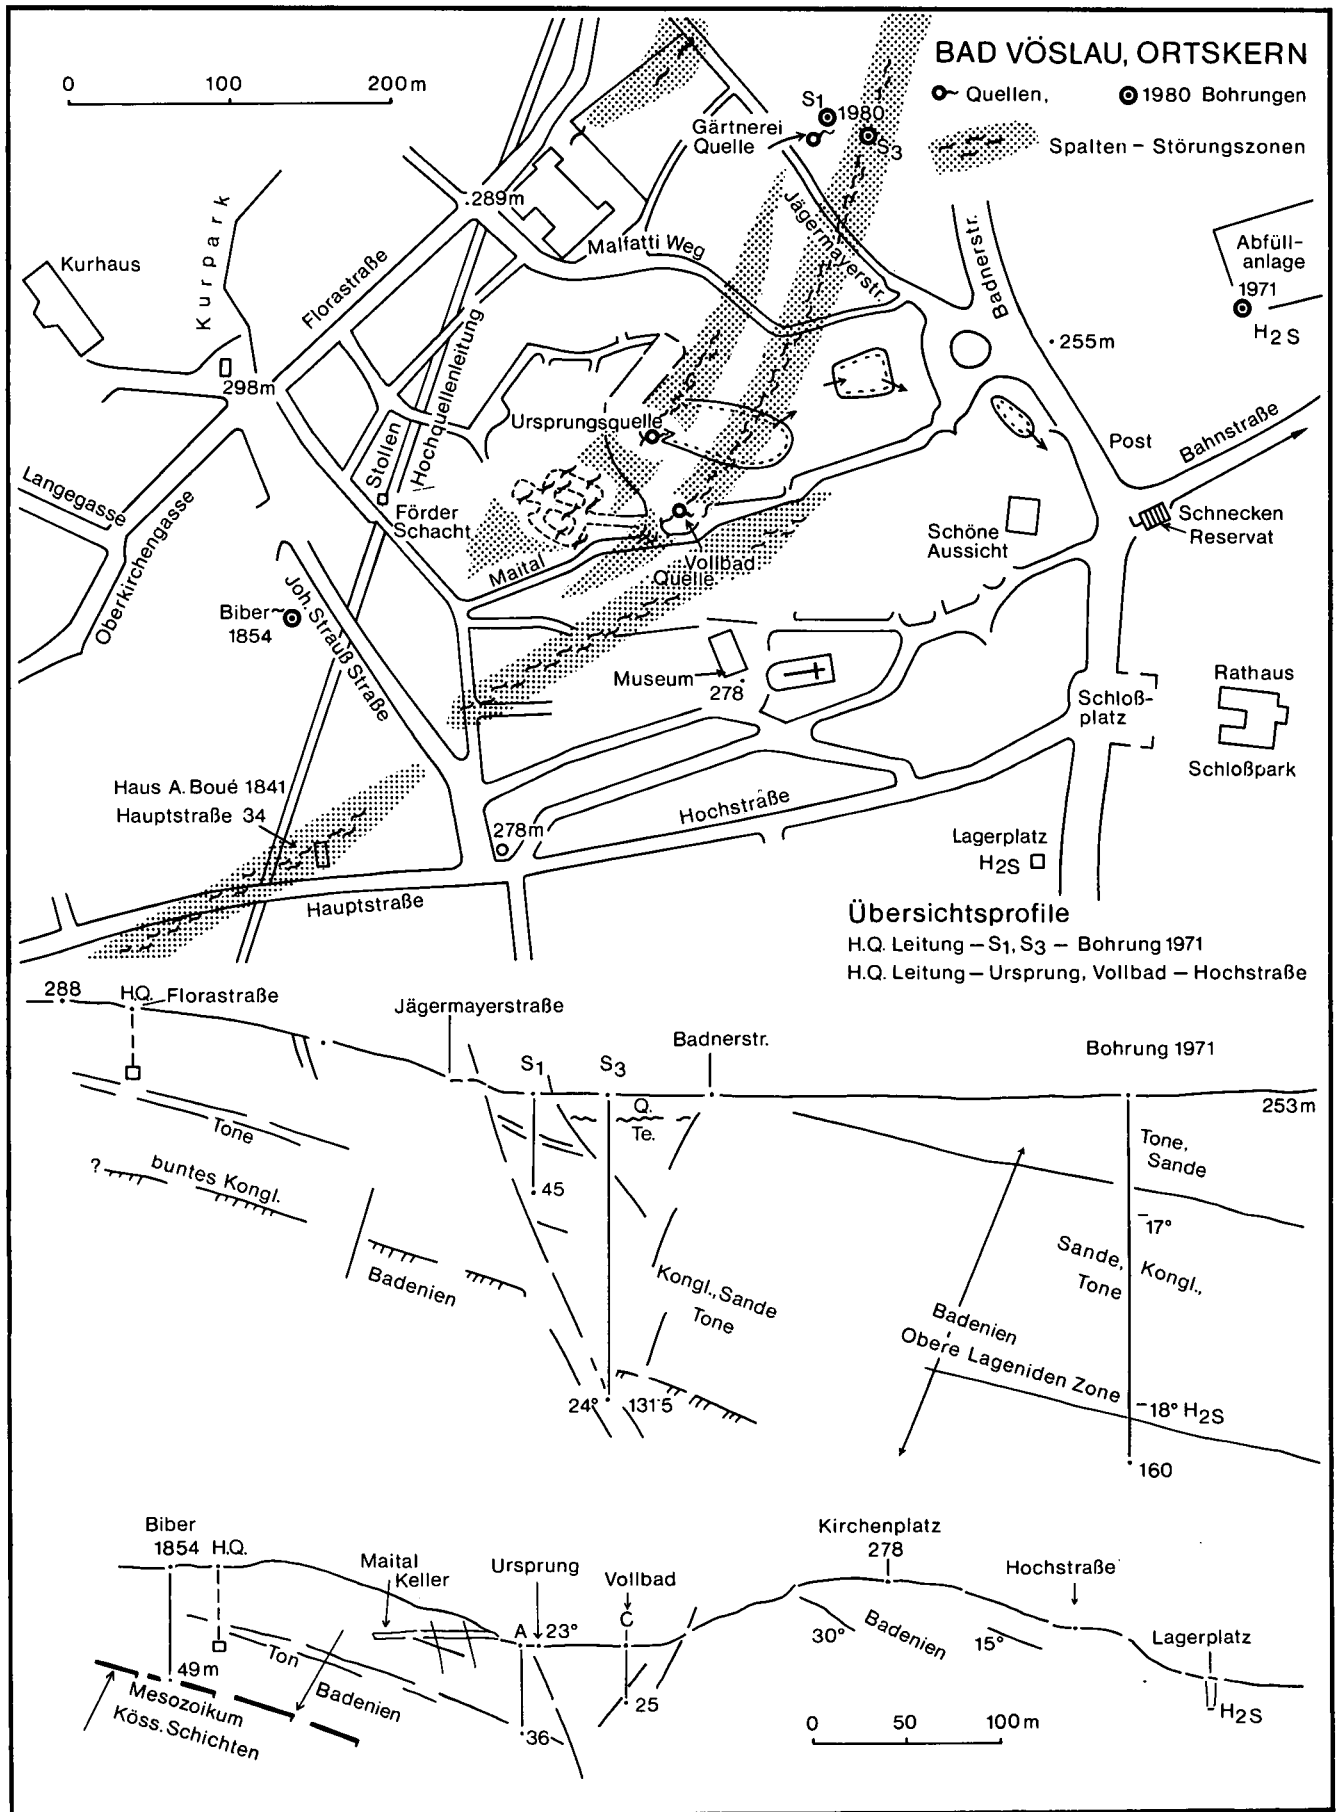 BAD VÖSLAU, ORTSKERN
Quellen,
1980 Bohrungen
Spalten – Störungszonen
0 100 200m
S1
1980
Gärtnerei
Quelle
S3
.289m
Kurpark
Kurhaus
Malfatti Weg
Jägermayerstr.
Badnerstr.
Abfüll-
anlage
1971
H2S
Florastraße
255m
298m
Hochquellenleitung
Ursprungsquelle
Stollen
Post
Bahnstraße
Langegasse
Förder
Schacht
Schnecken
Reservat
Schöne
Aussicht
Oberkirchengasse
Maital
Vollbad
Quelle
Joh. Strauß Straße
Biber
1854
Museum
278
Rathaus
Schloß-
platz
Schloßpark
Haus A. Boué 1841
Hauptstraße 34
278m
Hochstraße
Lagerplatz
H2S
Hauptstraße
Übersichtsprofile
H.Q. Leitung – S1, S3 – Bohrung 1971
H.Q. Leitung – Ursprung, Vollbad – Hochstraße
288
H.Q.
Florastraße
Jägermayerstraße
S1
S3
Badnerstr.
Bohrung 1971
253m
Q.
Te.
Tone
Tone,
Sande
? buntes Kongl.
45
17°
Badenien
Kongl., Sande
Tone
Sande, Kongl.,
Tone
Badenien
Obere Lageniden Zone
24° 131'5
18° H2S
160
Biber
1854
H.Q.
Maital
Keller
Ursprung
Vollbad
Kirchenplatz
278
Hochstraße
A
23°
C
30°
Badenien
15°
Lagerplatz
Ton
49m
Badenien
Mesozoikum
Köss. Schichten
25
36
H2S
0 50 100m